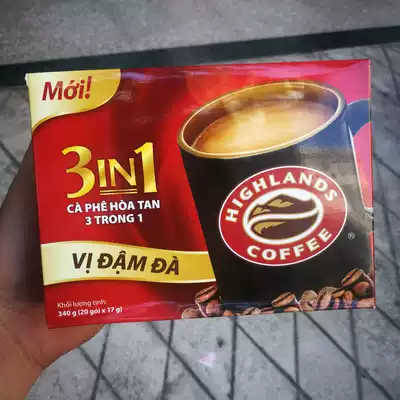 Mới!
3IN1
CÀ PHÊ HÒA TAN
3 TRONG 1
VỊ ĐẬM ĐÀ
Khối lượng tịnh:
340 g (20 gói x 17 g)
HIGHLANDS
COFFEE
®